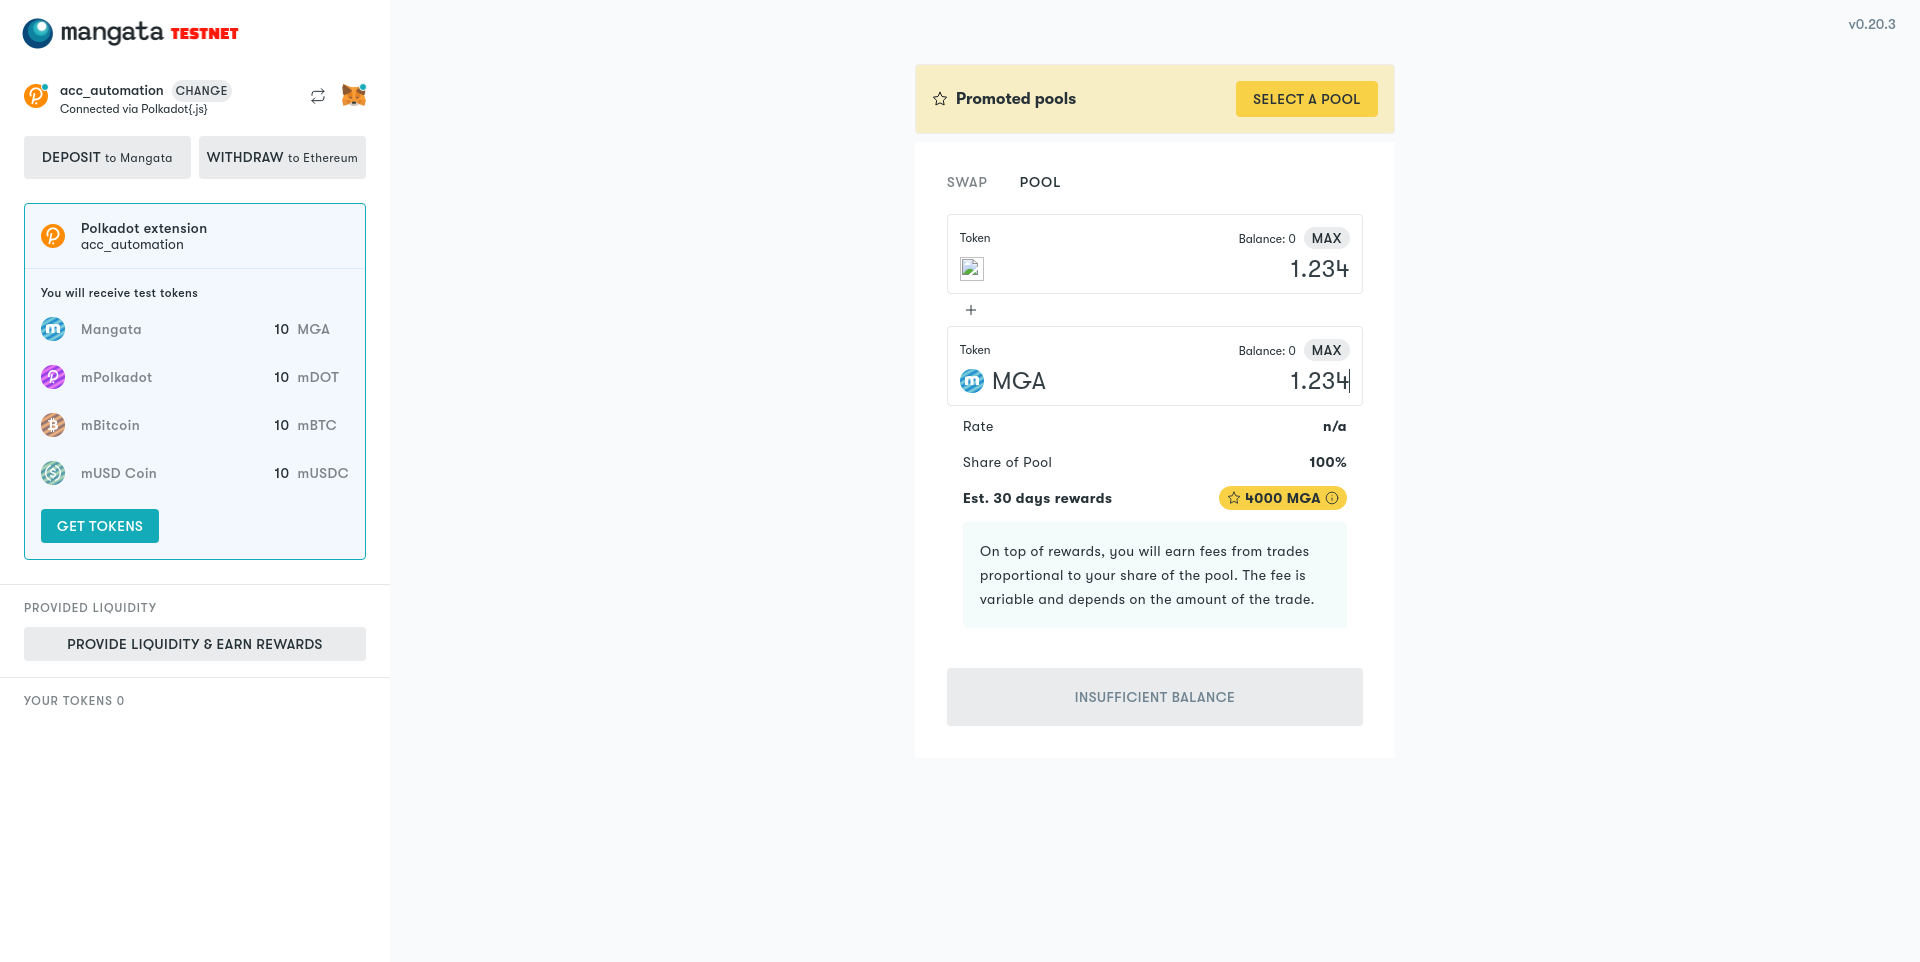 mangata TESTNET
v0.20.3
acc_automation CHANGE
Connected via Polkadot{.js}
DEPOSIT to Mangata
WITHDRAW to Ethereum
Polkadot extension
acc_automation
You will receive test tokens
Mangata 10 MGA
mPolkadot 10 mDOT
mBitcoin 10 mBTC
mUSD Coin 10 mUSDC
GET TOKENS
PROVIDED LIQUIDITY
PROVIDE LIQUIDITY & EARN REWARDS
YOUR TOKENS 0
Promoted pools
SELECT A POOL
SWAP POOL
Token Balance: 0 MAX
1.234
+
Token Balance: 0 MAX
MGA 1.234
Rate n/a
Share of Pool 100%
Est. 30 days rewards 4000 MGA
On top of rewards, you will earn fees from trades
proportional to your share of the pool. The fee is
variable and depends on the amount of the trade.
INSUFFICIENT BALANCE